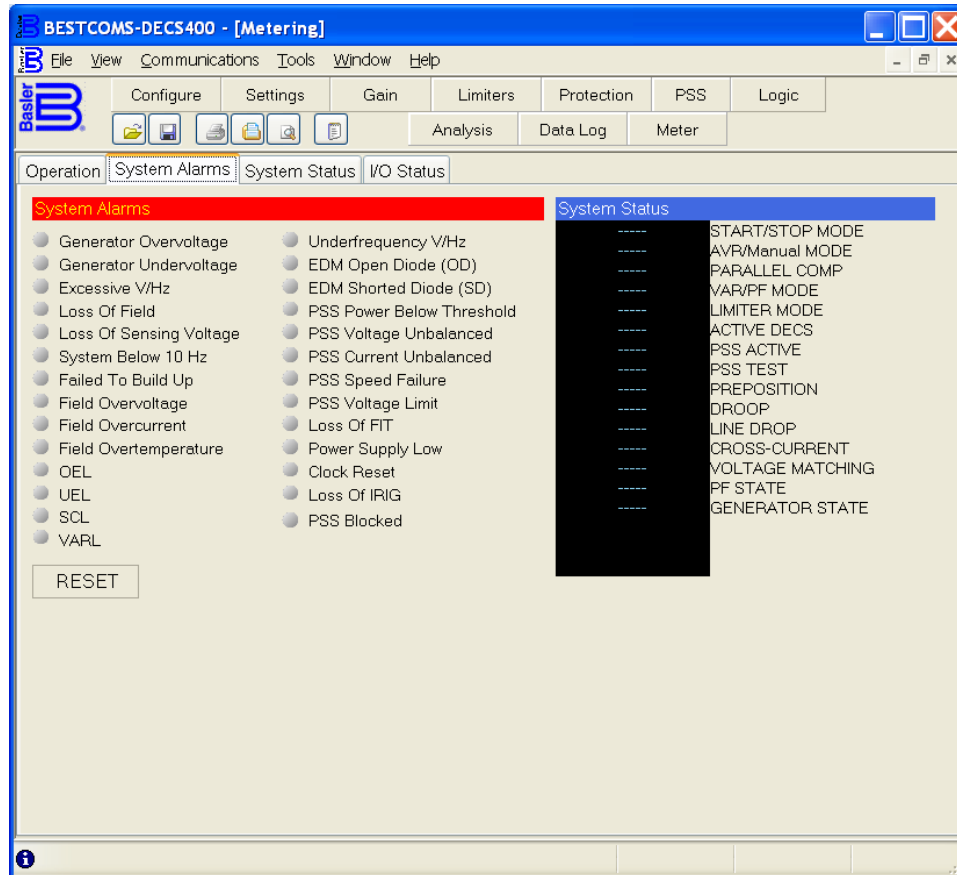 BESTCOMS-DECS400 - [Metering]
File View Communications Tools Window Help
Basler
Configure Settings Gain Limiters Protection PSS Logic
Analysis Data Log Meter
Operation System Alarms System Status I/O Status
System Alarms
Generator Overvoltage
Generator Undervoltage
Excessive V/Hz
Loss Of Field
Loss Of Sensing Voltage
System Below 10 Hz
Failed To Build Up
Field Overvoltage
Field Overcurrent
Field Overtemperature
OEL
UEL
SCL
VARL
Underfrequency V/Hz
EDM Open Diode (OD)
EDM Shorted Diode (SD)
PSS Power Below Threshold
PSS Voltage Unbalanced
PSS Current Unbalanced
PSS Speed Failure
PSS Voltage Limit
Loss Of FIT
Power Supply Low
Clock Reset
Loss Of IRIG
PSS Blocked
RESET
System Status
----- START/STOP MODE
----- AVR/Manual MODE
----- PARALLEL COMP
----- VAR/PF MODE
----- LIMITER MODE
----- ACTIVE DECS
----- PSS ACTIVE
----- PSS TEST
----- PREPOSITION
----- DROOP
----- LINE DROP
----- CROSS-CURRENT
----- VOLTAGE MATCHING
----- PF STATE
----- GENERATOR STATE